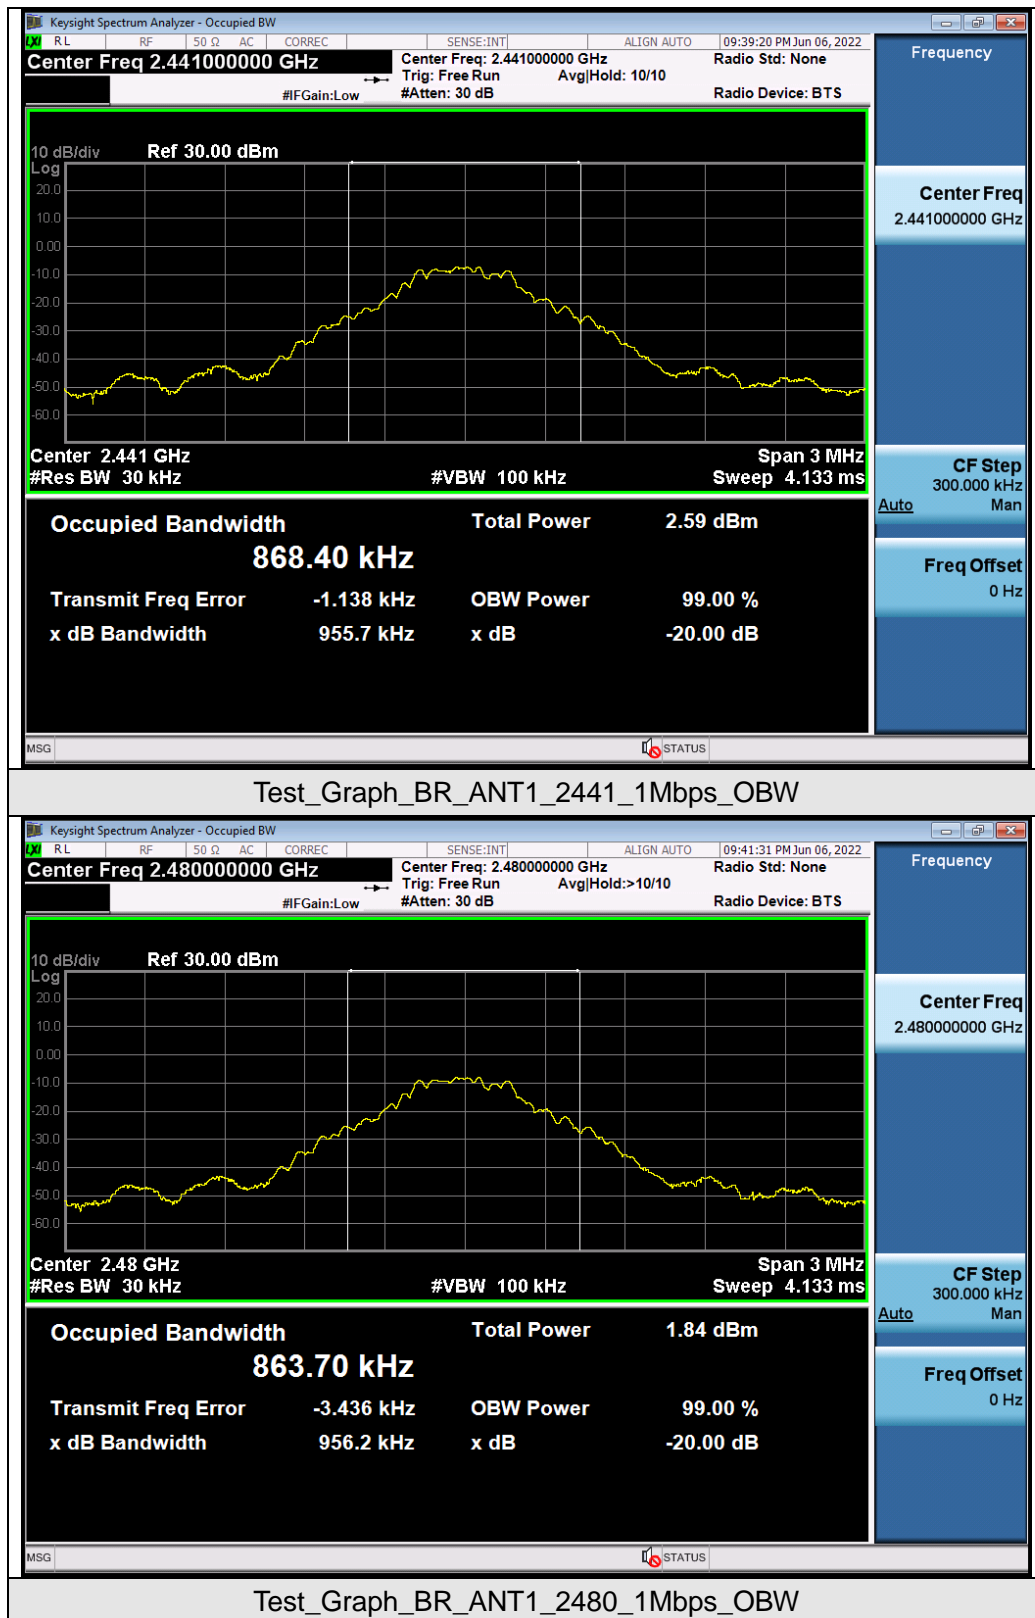 Keysight Spectrum Analyzer - Occupied BW
LXI RL RF 50 Ω AC CORREC SENSE:INT ALIGN AUTO 09:39:20 PM Jun 06, 2022
Center Freq 2.441000000 GHz Center Freq: 2.441000000 GHz Radio Std: None
Trig: Free Run Avg|Hold: 10/10
#IFGain:Low #Atten: 30 dB Radio Device: BTS
Frequency
10 dB/div Ref 30.00 dBm
Log
20.0
10.0
0.00
-10.0
-20.0
-30.0
-40.0
-50.0
-60.0
Center Freq
2.441000000 GHz
Center 2.441 GHz Span 3 MHz
#Res BW 30 kHz #VBW 100 kHz Sweep 4.133 ms
CF Step
300.000 kHz
Auto Man
Occupied Bandwidth Total Power 2.59 dBm
868.40 kHz
Transmit Freq Error -1.138 kHz OBW Power 99.00 %
x dB Bandwidth 955.7 kHz x dB -20.00 dB
Freq Offset
0 Hz
MSG STATUS
Test_Graph_BR_ANT1_2441_1Mbps_OBW
Keysight Spectrum Analyzer - Occupied BW
LXI RL RF 50 Ω AC CORREC SENSE:INT ALIGN AUTO 09:41:31 PM Jun 06, 2022
Center Freq 2.480000000 GHz Center Freq: 2.480000000 GHz Radio Std: None
Trig: Free Run Avg|Hold:>10/10
#IFGain:Low #Atten: 30 dB Radio Device: BTS
Frequency
10 dB/div Ref 30.00 dBm
Log
20.0
10.0
0.00
-10.0
-20.0
-30.0
-40.0
-50.0
-60.0
Center Freq
2.480000000 GHz
Center 2.48 GHz Span 3 MHz
#Res BW 30 kHz #VBW 100 kHz Sweep 4.133 ms
CF Step
300.000 kHz
Auto Man
Occupied Bandwidth Total Power 1.84 dBm
863.70 kHz
Transmit Freq Error -3.436 kHz OBW Power 99.00 %
x dB Bandwidth 956.2 kHz x dB -20.00 dB
Freq Offset
0 Hz
MSG STATUS
Test_Graph_BR_ANT1_2480_1Mbps_OBW